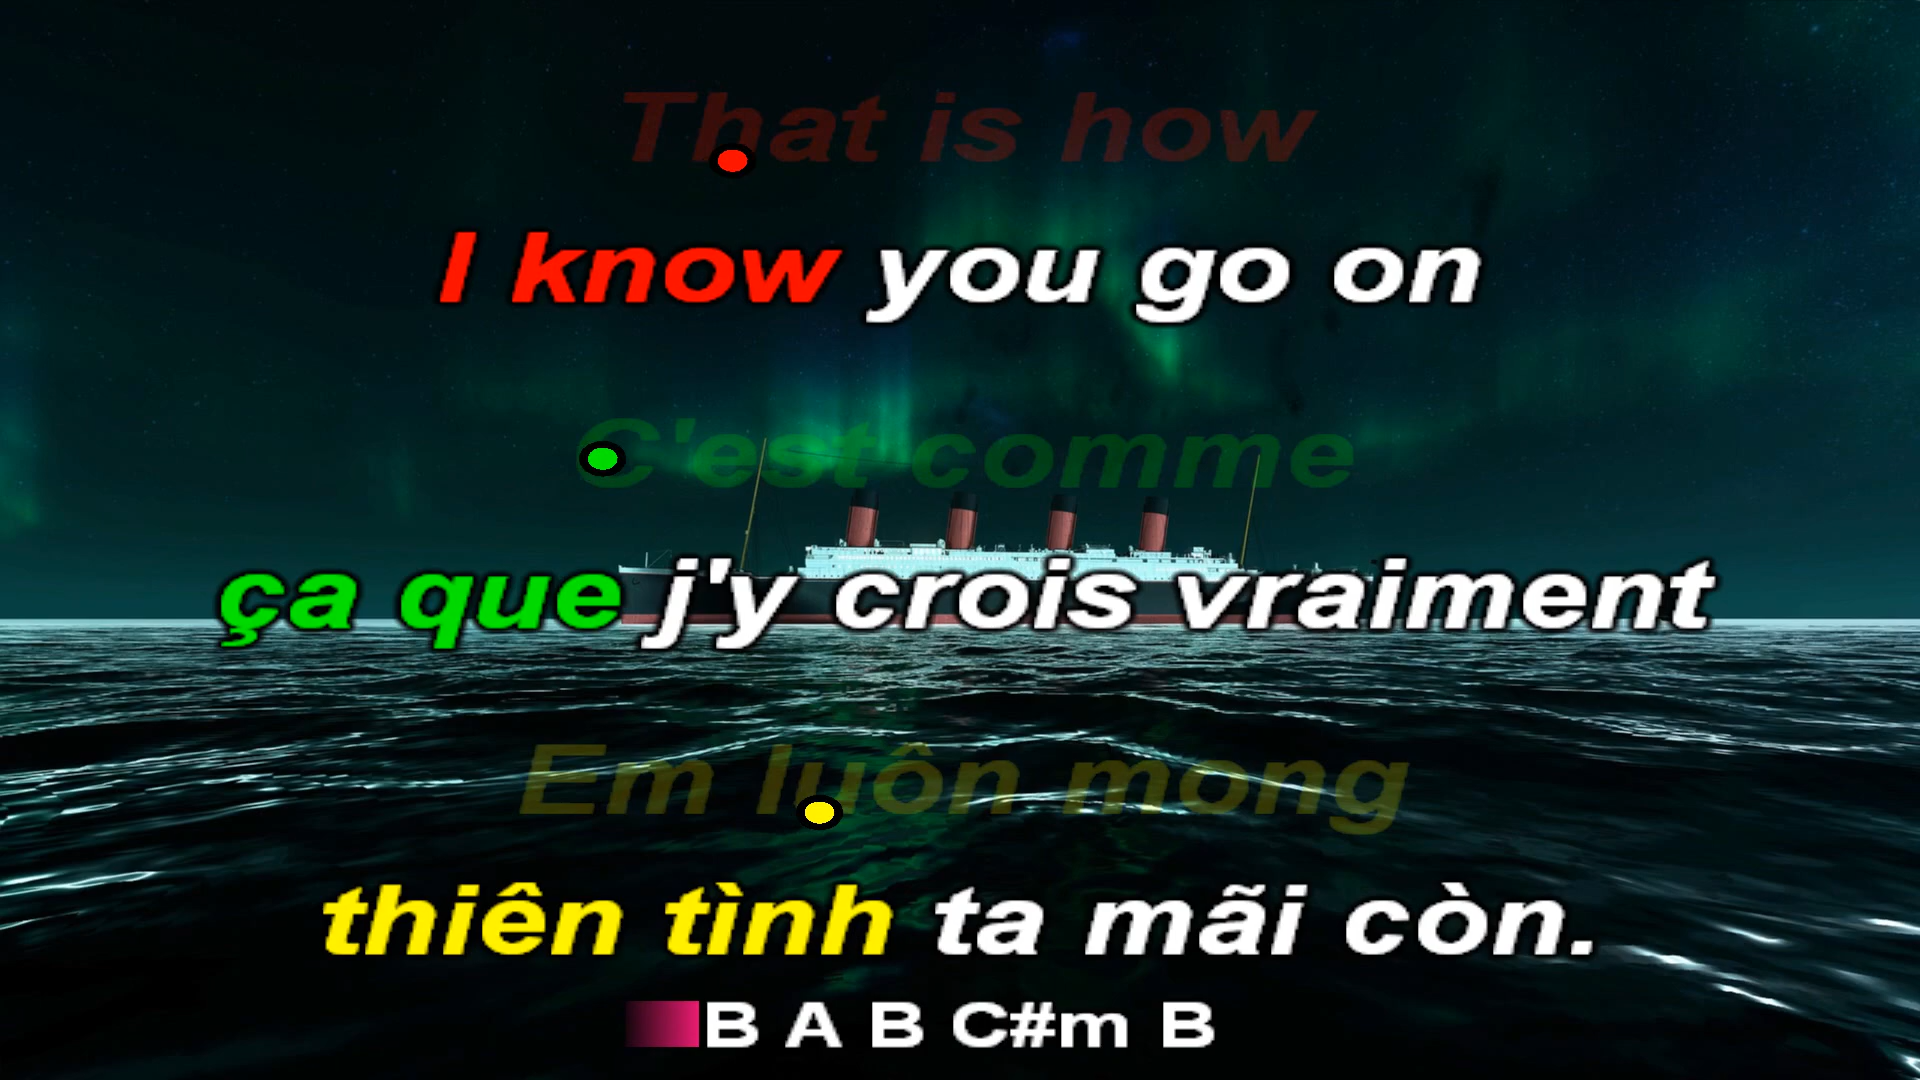 That is how
I know you go on
C'est comme
ça que j'y crois vraiment
Em luôn mong
thiên tình ta mãi còn.
B A B C#m B